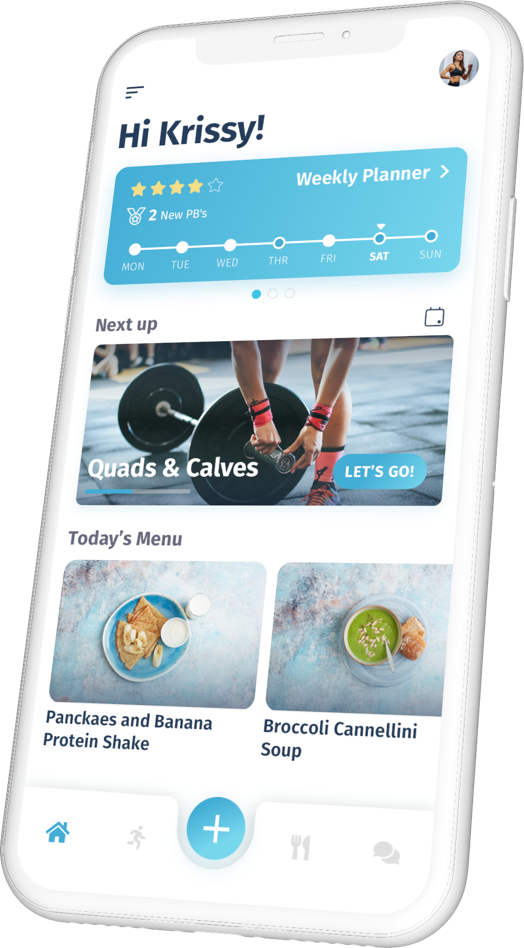 Hi Krissy!
Weekly Planner
2 New PB's
MON TUE WED THR FRI SAT SUN
Next up
Quads & Calves
LET'S GO!
Today's Menu
Panckaes and Banana
Protein Shake
Broccoli Cannellini
Soup